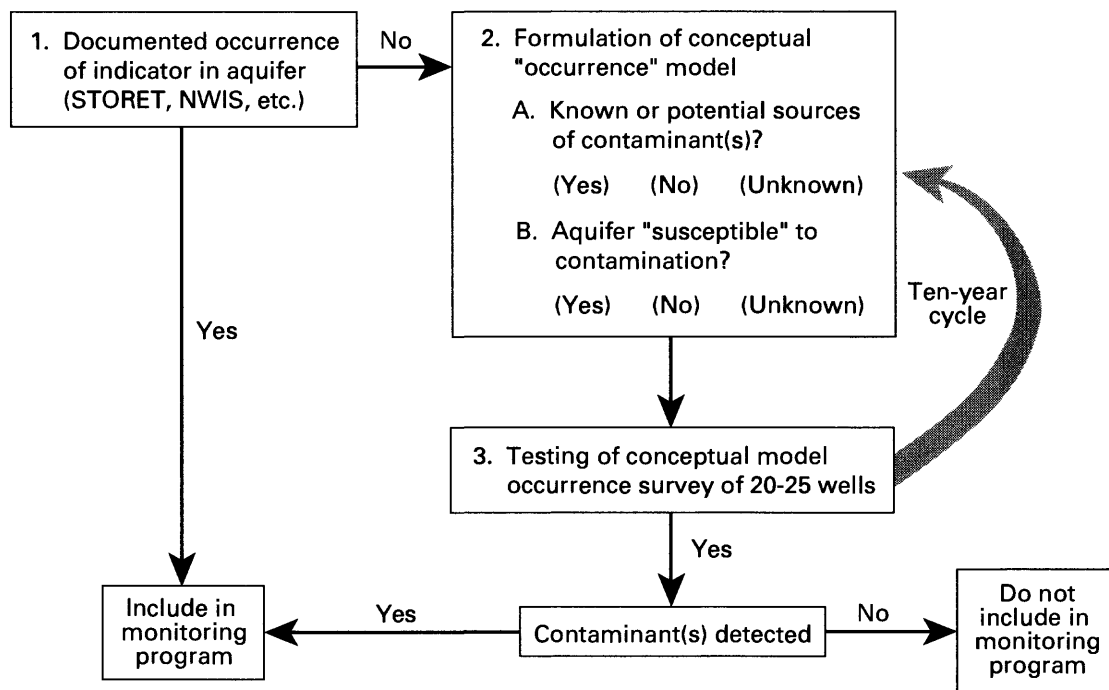 1. Documented occurrence
of indicator in aquifer
(STORET, NWIS, etc.)
No
2. Formulation of conceptual
"occurrence" model
A. Known or potential sources
of contaminant(s)?
(Yes) (No) (Unknown)
B. Aquifer "susceptible" to
contamination?
(Yes) (No) (Unknown)
Ten-year
cycle
Yes
3. Testing of conceptual model
occurrence survey of 20-25 wells
Yes
Include in
monitoring
program
Yes
Contaminant(s) detected
No
Do not
include in
monitoring
program